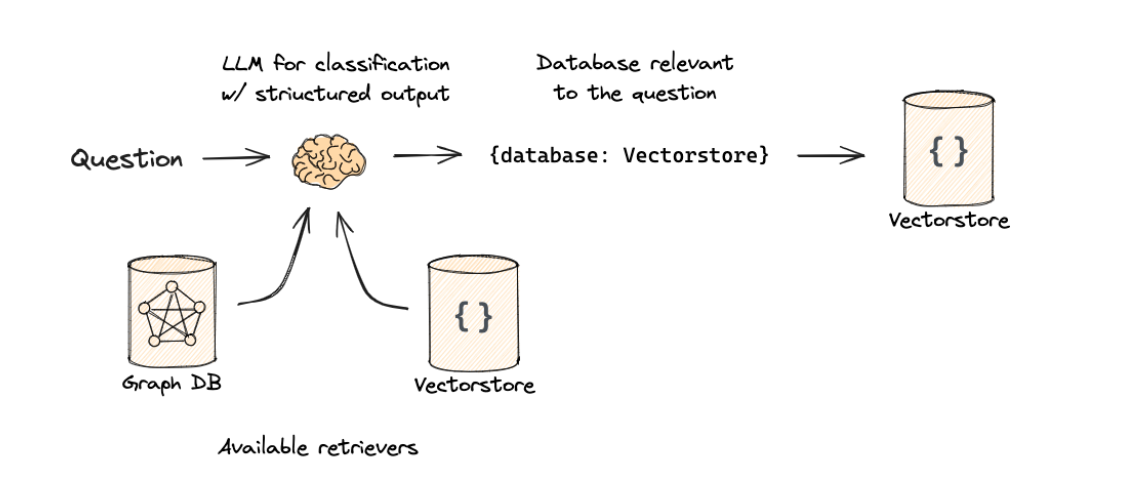 LLM for classification
w/ striuctured output
Database relevant
to the question
Question
{database: Vectorstore}
{ }
Vectorstore
{ }
Graph DB
Vectorstore
Available retrievers